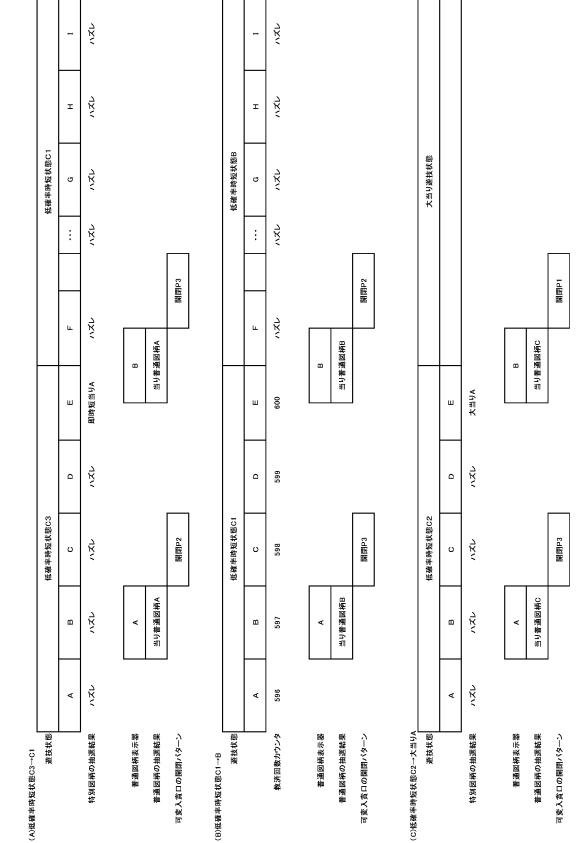 (A)低確率時短状態C3→C1
遊技状態 低確率時短状態C3 低確率時短状態C1
A B C D E F ・・・ G H I
特別図柄の抽選結果 ハズレ ハズレ ハズレ ハズレ 即時短当りA ハズレ ハズレ ハズレ ハズレ ハズレ
普通図柄表示器 A B
普通図柄の抽選結果 当り普通図柄A 当り普通図柄A
可変入賞口の開閉パターン 開閉P2 開閉P3
(B)低確率時短状態C1→B
遊技状態 低確率時短状態C1 低確率時短状態B
A B C D E F ・・・ G H I
救済回数カウンタ 596 597 598 599 600 ハズレ ハズレ ハズレ ハズレ ハズレ
普通図柄表示器 A B
普通図柄の抽選結果 当り普通図柄B 当り普通図柄B
可変入賞口の開閉パターン 開閉P3 開閉P2
(C)低確率時短状態C2→大当りA
遊技状態 低確率時短状態C2 大当り遊技状態
A B C D E
特別図柄の抽選結果 ハズレ ハズレ ハズレ ハズレ 大当りA
普通図柄表示器 A B
普通図柄の抽選結果 当り普通図柄C 当り普通図柄C
可変入賞口の開閉パターン 開閉P3 開閉P1